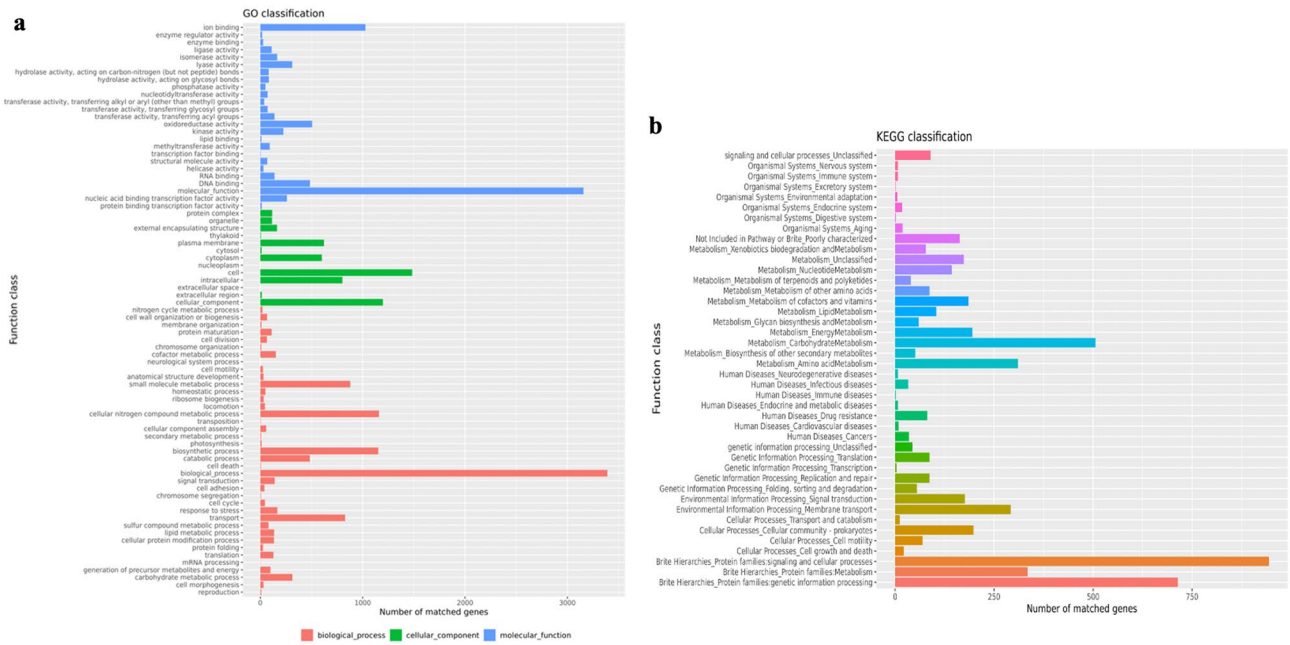 a
GO classification
Function class
ion binding
enzyme regulator activity
enzyme binding
ligase activity
isomerase activity
lyase activity
hydrolase activity, acting on carbon-nitrogen (but not peptide) bonds
hydrolase activity, acting on glycosyl bonds
phosphatase activity
nucleotidyltransferase activity
transferase activity, transferring alkyl or aryl (other than methyl) groups
transferase activity, transferring glycosyl groups
transferase activity, transferring acyl groups
oxidoreductase activity
kinase activity
lipid binding
methyltransferase activity
transcription factor binding
structural molecule activity
helicase activity
RNA binding
DNA binding
molecular_function
nucleic acid binding transcription factor activity
protein binding transcription factor activity
protein complex
organelle
external encapsulating structure
thylakoid
plasma membrane
cytosol
cytoplasm
nucleoplasm
cell
intracellular
extracellular space
extracellular region
cellular_component
nitrogen cycle metabolic process
cell wall organization or biogenesis
membrane organization
protein maturation
cell division
chromosome organization
cofactor metabolic process
neurological system process
cell motility
anatomical structure development
small molecule metabolic process
homeostatic process
ribosome biogenesis
locomotion
cellular nitrogen compound metabolic process
transposition
cellular component assembly
secondary metabolic process
photosynthesis
biosynthetic process
catabolic process
cell death
biological_process
signal transduction
cell adhesion
chromosome segregation
cell cycle
response to stress
transport
sulfur compound metabolic process
lipid metabolic process
cellular protein modification process
protein folding
translation
mRNA processing
generation of precursor metabolites and energy
carbohydrate metabolic process
cell morphogenesis
reproduction
0 1000 2000 3000
Number of matched genes
biological_process cellular_component molecular_function
b
KEGG classification
Function class
signaling and cellular processes_Unclassified
Organismal Systems_Nervous system
Organismal Systems_Immune system
Organismal Systems_Excretory system
Organismal Systems_Environmental adaptation
Organismal Systems_Endocrine system
Organismal Systems_Digestive system
Organismal Systems_Aging
Not Included in Pathway or Brite_Poorly characterized
Metabolism_Xenobiotics biodegradation andMetabolism
Metabolism_Unclassified
Metabolism_NucleotideMetabolism
Metabolism_Metabolism of terpenoids and polyketides
Metabolism_Metabolism of other amino acids
Metabolism_Metabolism of cofactors and vitamins
Metabolism_LipidMetabolism
Metabolism_Glycan biosynthesis andMetabolism
Metabolism_EnergyMetabolism
Metabolism_CarbohydrateMetabolism
Metabolism_Biosynthesis of other secondary metabolites
Metabolism_Amino acidMetabolism
Human Diseases_Neurodegenerative diseases
Human Diseases_Infectious diseases
Human Diseases_Immune diseases
Human Diseases_Endocrine and metabolic diseases
Human Diseases_Drug resistance
Human Diseases_Cardiovascular diseases
Human Diseases_Cancers
genetic information processing_Unclassified
Genetic Information Processing_Translation
Genetic Information Processing_Transcription
Genetic Information Processing_Replication and repair
Genetic Information Processing_Folding, sorting and degradation
Environmental Information Processing_Signal transduction
Environmental Information Processing_Membrane transport
Cellular Processes_Transport and catabolism
Cellular Processes_Cellular community - prokaryotes
Cellular Processes_Cell motility
Cellular Processes_Cell growth and death
Brite Hierarchies_Protein families:signaling and cellular processes
Brite Hierarchies_Protein families:Metabolism
Brite Hierarchies_Protein families:genetic information processing
0 250 500 750
Number of matched genes